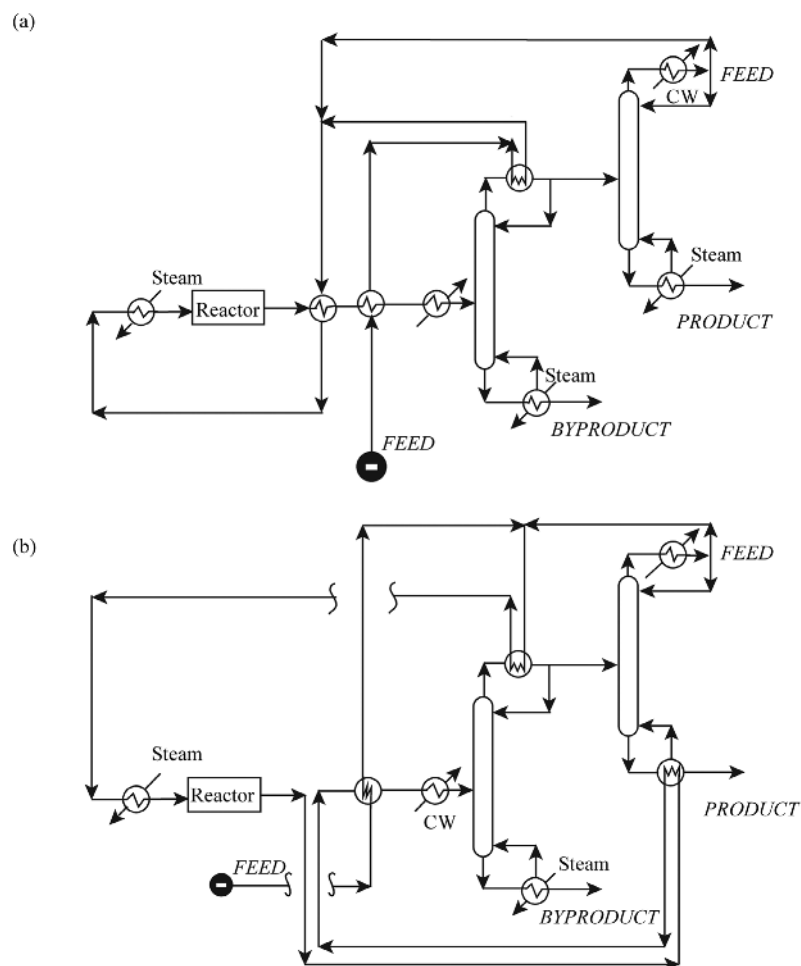 (a)
FEED
CW
Steam
Steam
Reactor
PRODUCT
Steam
BYPRODUCT
FEED
(b)
FEED
Steam
Reactor
CW
PRODUCT
FEED
Steam
BYPRODUCT